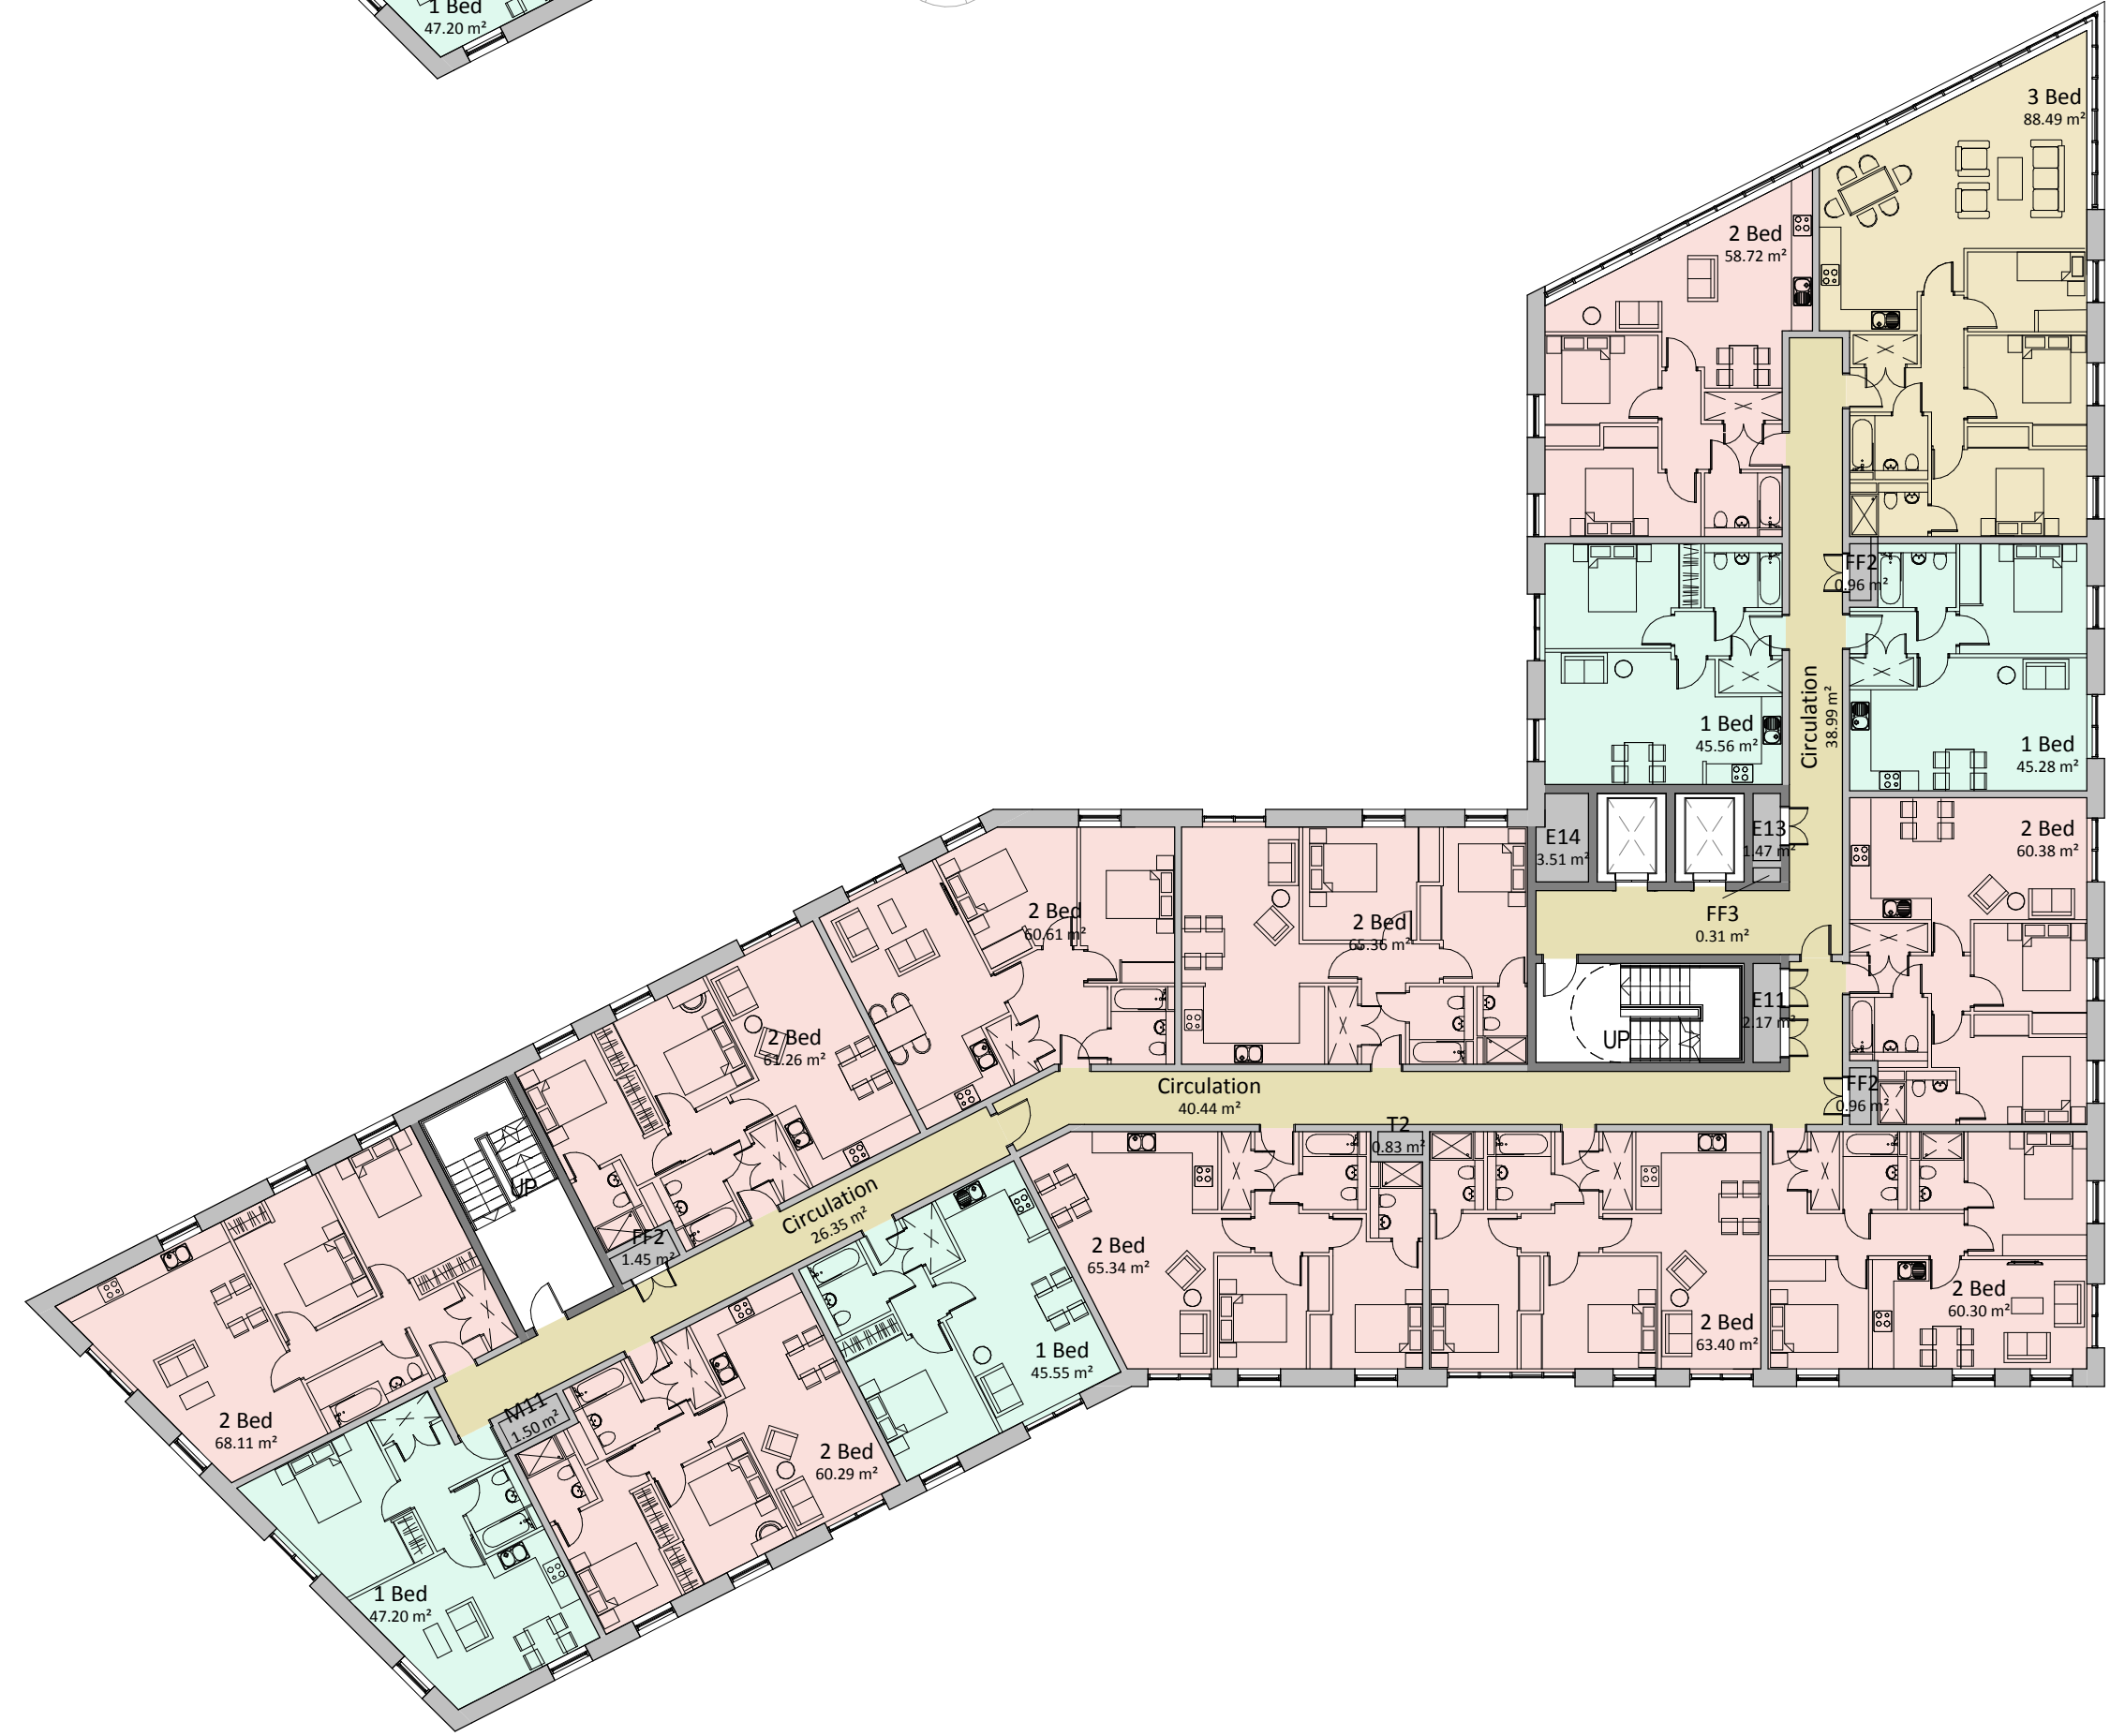 1 Bed
47.20 m²
3 Bed
88.49 m²
2 Bed
58.72 m²
FF2
0.96 m²
Circulation
38.99 m²
1 Bed
45.56 m²
1 Bed
45.28 m²
E14
3.51 m²
E13
1.47 m²
2 Bed
60.38 m²
2 Bed
60.61 m²
2 Bed
65.36 m²
FF3
0.31 m²
E11
2.17 m²
UP
2 Bed
61.26 m²
Circulation
40.44 m²
FF2
0.96 m²
T2
0.83 m²
UP
Circulation
26.35 m²
FF2
1.45 m²
2 Bed
65.34 m²
2 Bed
63.40 m²
2 Bed
60.30 m²
1 Bed
45.55 m²
2 Bed
68.11 m²
M11
1.50 m²
2 Bed
60.29 m²
1 Bed
47.20 m²